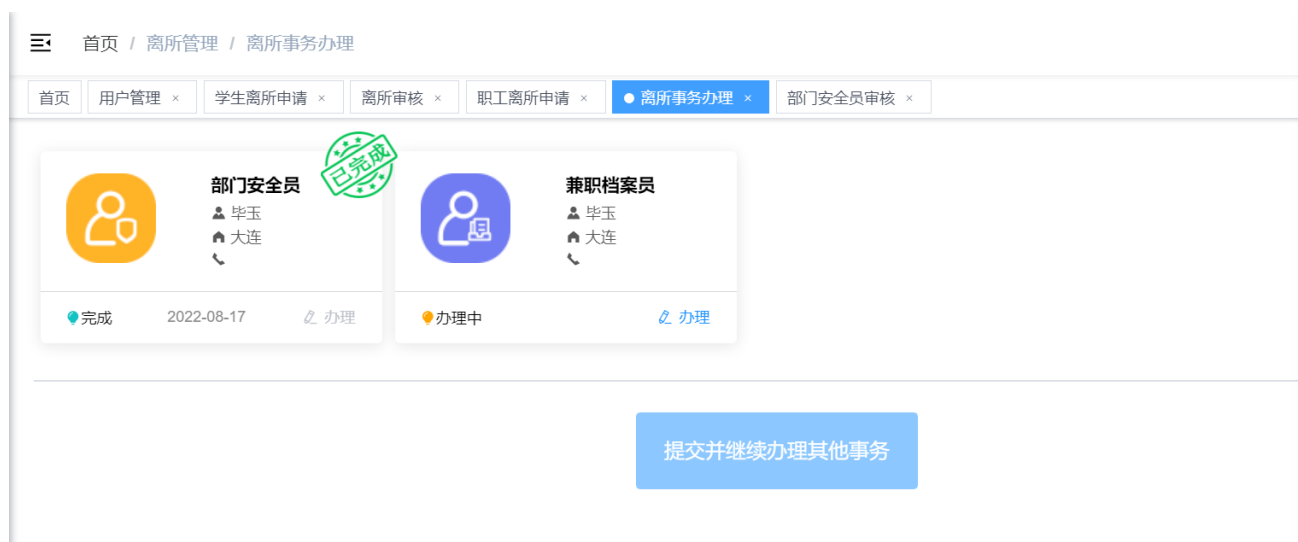 首页 / 离所管理 / 离所事务办理
首页 用户管理 × 学生离所申请 × 离所审核 × 职工离所申请 × 离所事务办理 × 部门安全员审核 ×
部门安全员
毕玉
大连
已完成
完成 2022-08-17 办理
兼职档案员
毕玉
大连
办理中 办理
提交并继续办理其他事务